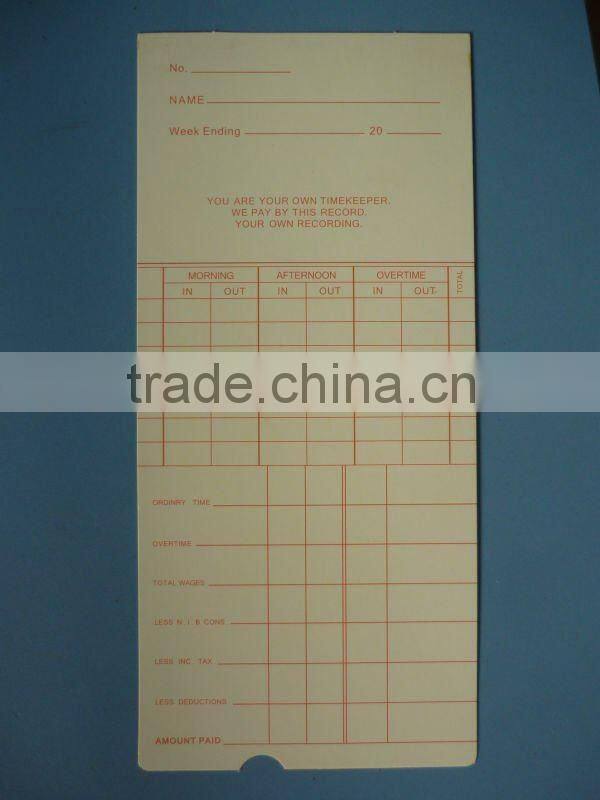 No.
NAME
Week Ending 20
YOU ARE YOUR OWN TIMEKEEPER.
WE PAY BY THIS RECORD.
YOUR OWN RECORDING.
MORNING AFTERNOON OVERTIME TOTAL
IN OUT IN OUT IN OUT
trade.china.cn
ORDINRY TIME
OVERTIME
TOTAL WAGES
LESS N. I. B CONS
LESS INC. TAX
LESS DEDUCTIONS
AMOUNT PAID